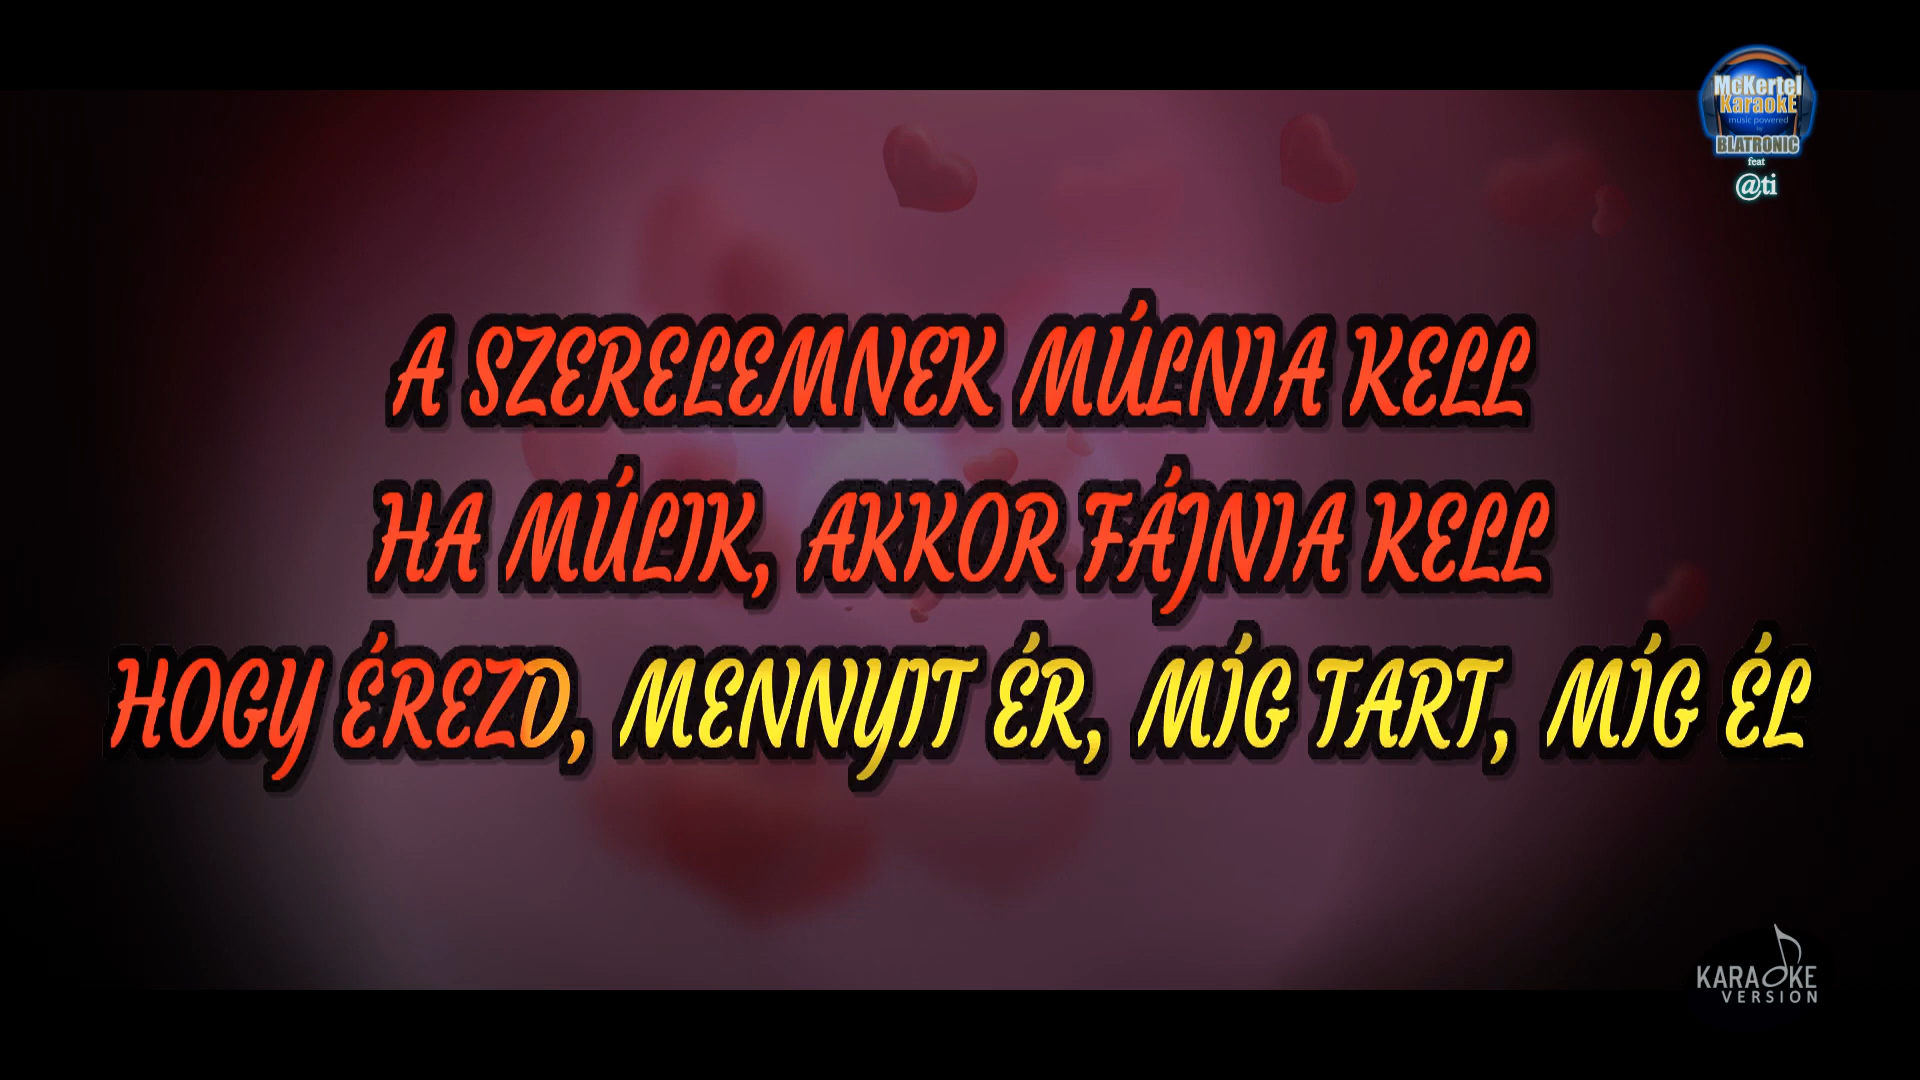 McKertel
KaraokE
music powered
by
BLATRONIC
feat
@ti
A SZERELEMNEK MÚLNIA KELL
HA MÚLIK, AKKOR FÁJNIA KELL
HOGY ÉREZD, MENNYIT ÉR, MÍG TART, MÍG ÉL
KARAOKE
VERSION